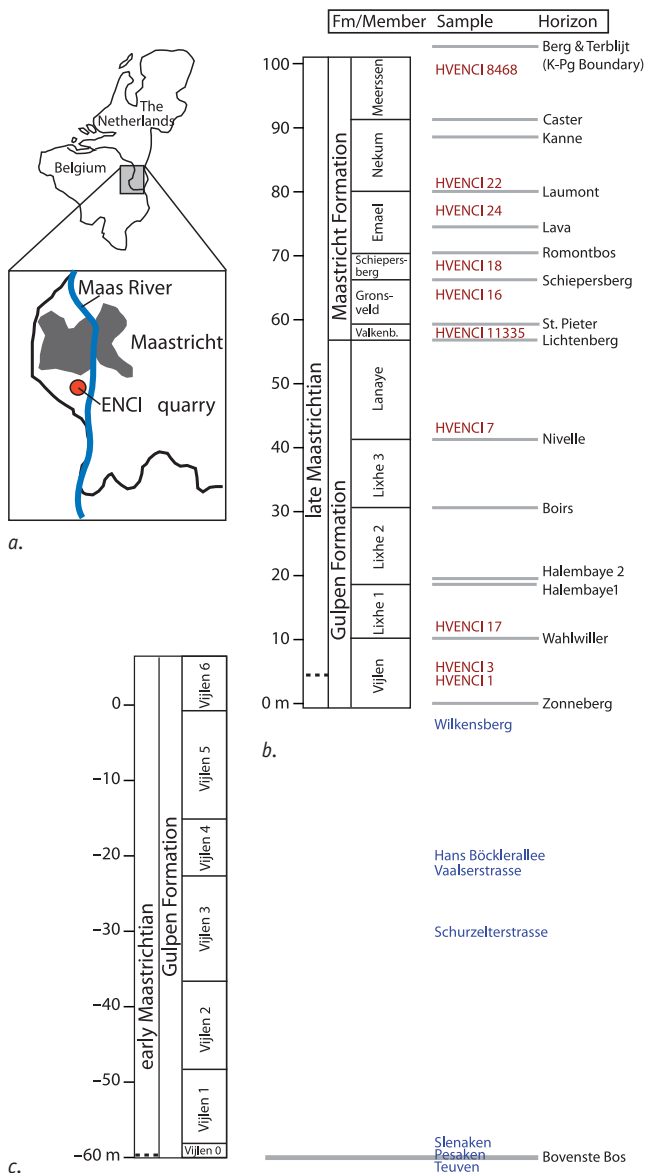 Fm/Member Sample Horizon
The
Netherlands
Belgium
Maas River
Maastricht
ENCI quarry
a.
100
90
80
70
60
50
40
30
20
10
0 m
late Maastrichtian
Maastricht Formation
Gulpen Formation
Meerssen
Nekum
Emael
Schiepers-
berg
Grons-
veld
Valkenb.
Lanaye
Lixhe 3
Lixhe 2
Lixhe 1
Vijlen
HVENCI 8468
HVENCI 22
HVENCI 24
HVENCI 18
HVENCI 16
HVENCI 11335
HVENCI 7
HVENCI 17
HVENCI 3
HVENCI 1
Wilkensberg
Hans Böcklerallee
Vaalserstrasse
Schurzelterstrasse
Slenaken
Pesaken
Teuven
Berg & Terblijt
(K-Pg Boundary)
Caster
Kanne
Laumont
Lava
Romontbos
Schiepersberg
St. Pieter
Lichtenberg
Nivelle
Boirs
Halembaye 2
Halembaye1
Wahlwiller
Zonneberg
Bovenste Bos
b.
0
−10
−20
−30
−40
−50
−60 m
early Maastrichtian
Gulpen Formation
Vijlen 6
Vijlen 5
Vijlen 4
Vijlen 3
Vijlen 2
Vijlen 1
Vijlen 0
c.